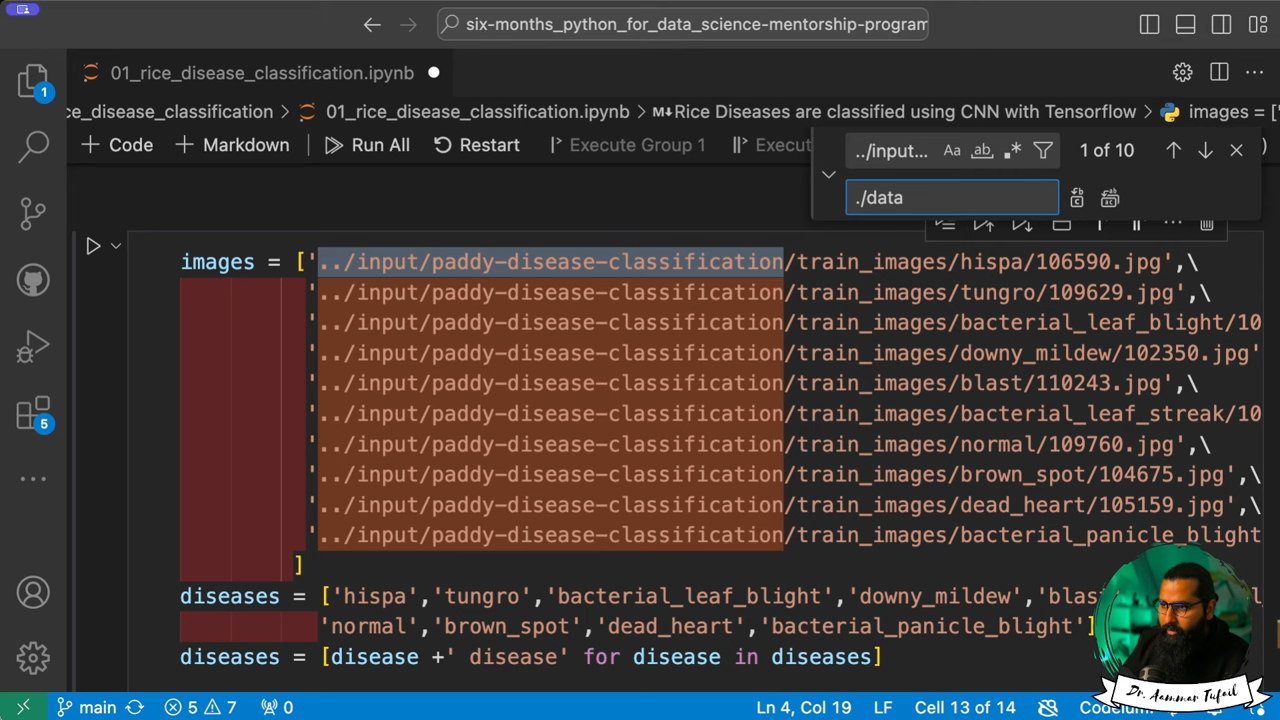 six-months_python_for_data_science-mentorship-program
01_rice_disease_classification.ipynb
ce_disease_classification > 01_rice_disease_classification.ipynb > M↓Rice Diseases are classified using CNN with Tensorflow > images = ['
+ Code + Markdown Run All Restart Execute Group 1 Execut
../input... Aa ab .* 1 of 10
./data
images = ['../input/paddy-disease-classification/train_images/hispa/106590.jpg',\
'../input/paddy-disease-classification/train_images/tungro/109629.jpg',\
'../input/paddy-disease-classification/train_images/bacterial_leaf_blight/10
'../input/paddy-disease-classification/train_images/downy_mildew/102350.jpg'
'../input/paddy-disease-classification/train_images/blast/110243.jpg',\
'../input/paddy-disease-classification/train_images/bacterial_leaf_streak/10
'../input/paddy-disease-classification/train_images/normal/109760.jpg',\
'../input/paddy-disease-classification/train_images/brown_spot/104675.jpg',\
'../input/paddy-disease-classification/train_images/dead_heart/105159.jpg',\
'../input/paddy-disease-classification/train_images/bacterial_panicle_blight
]
diseases = ['hispa','tungro','bacterial_leaf_blight','downy_mildew','blas
'normal','brown_spot','dead_heart','bacterial_panicle_blight']
diseases = [disease +' disease' for disease in diseases]
1
4
5
Dr. Aammar Tufail
main 5 7 0 Ln 4, Col 19 LF Cell 13 of 14